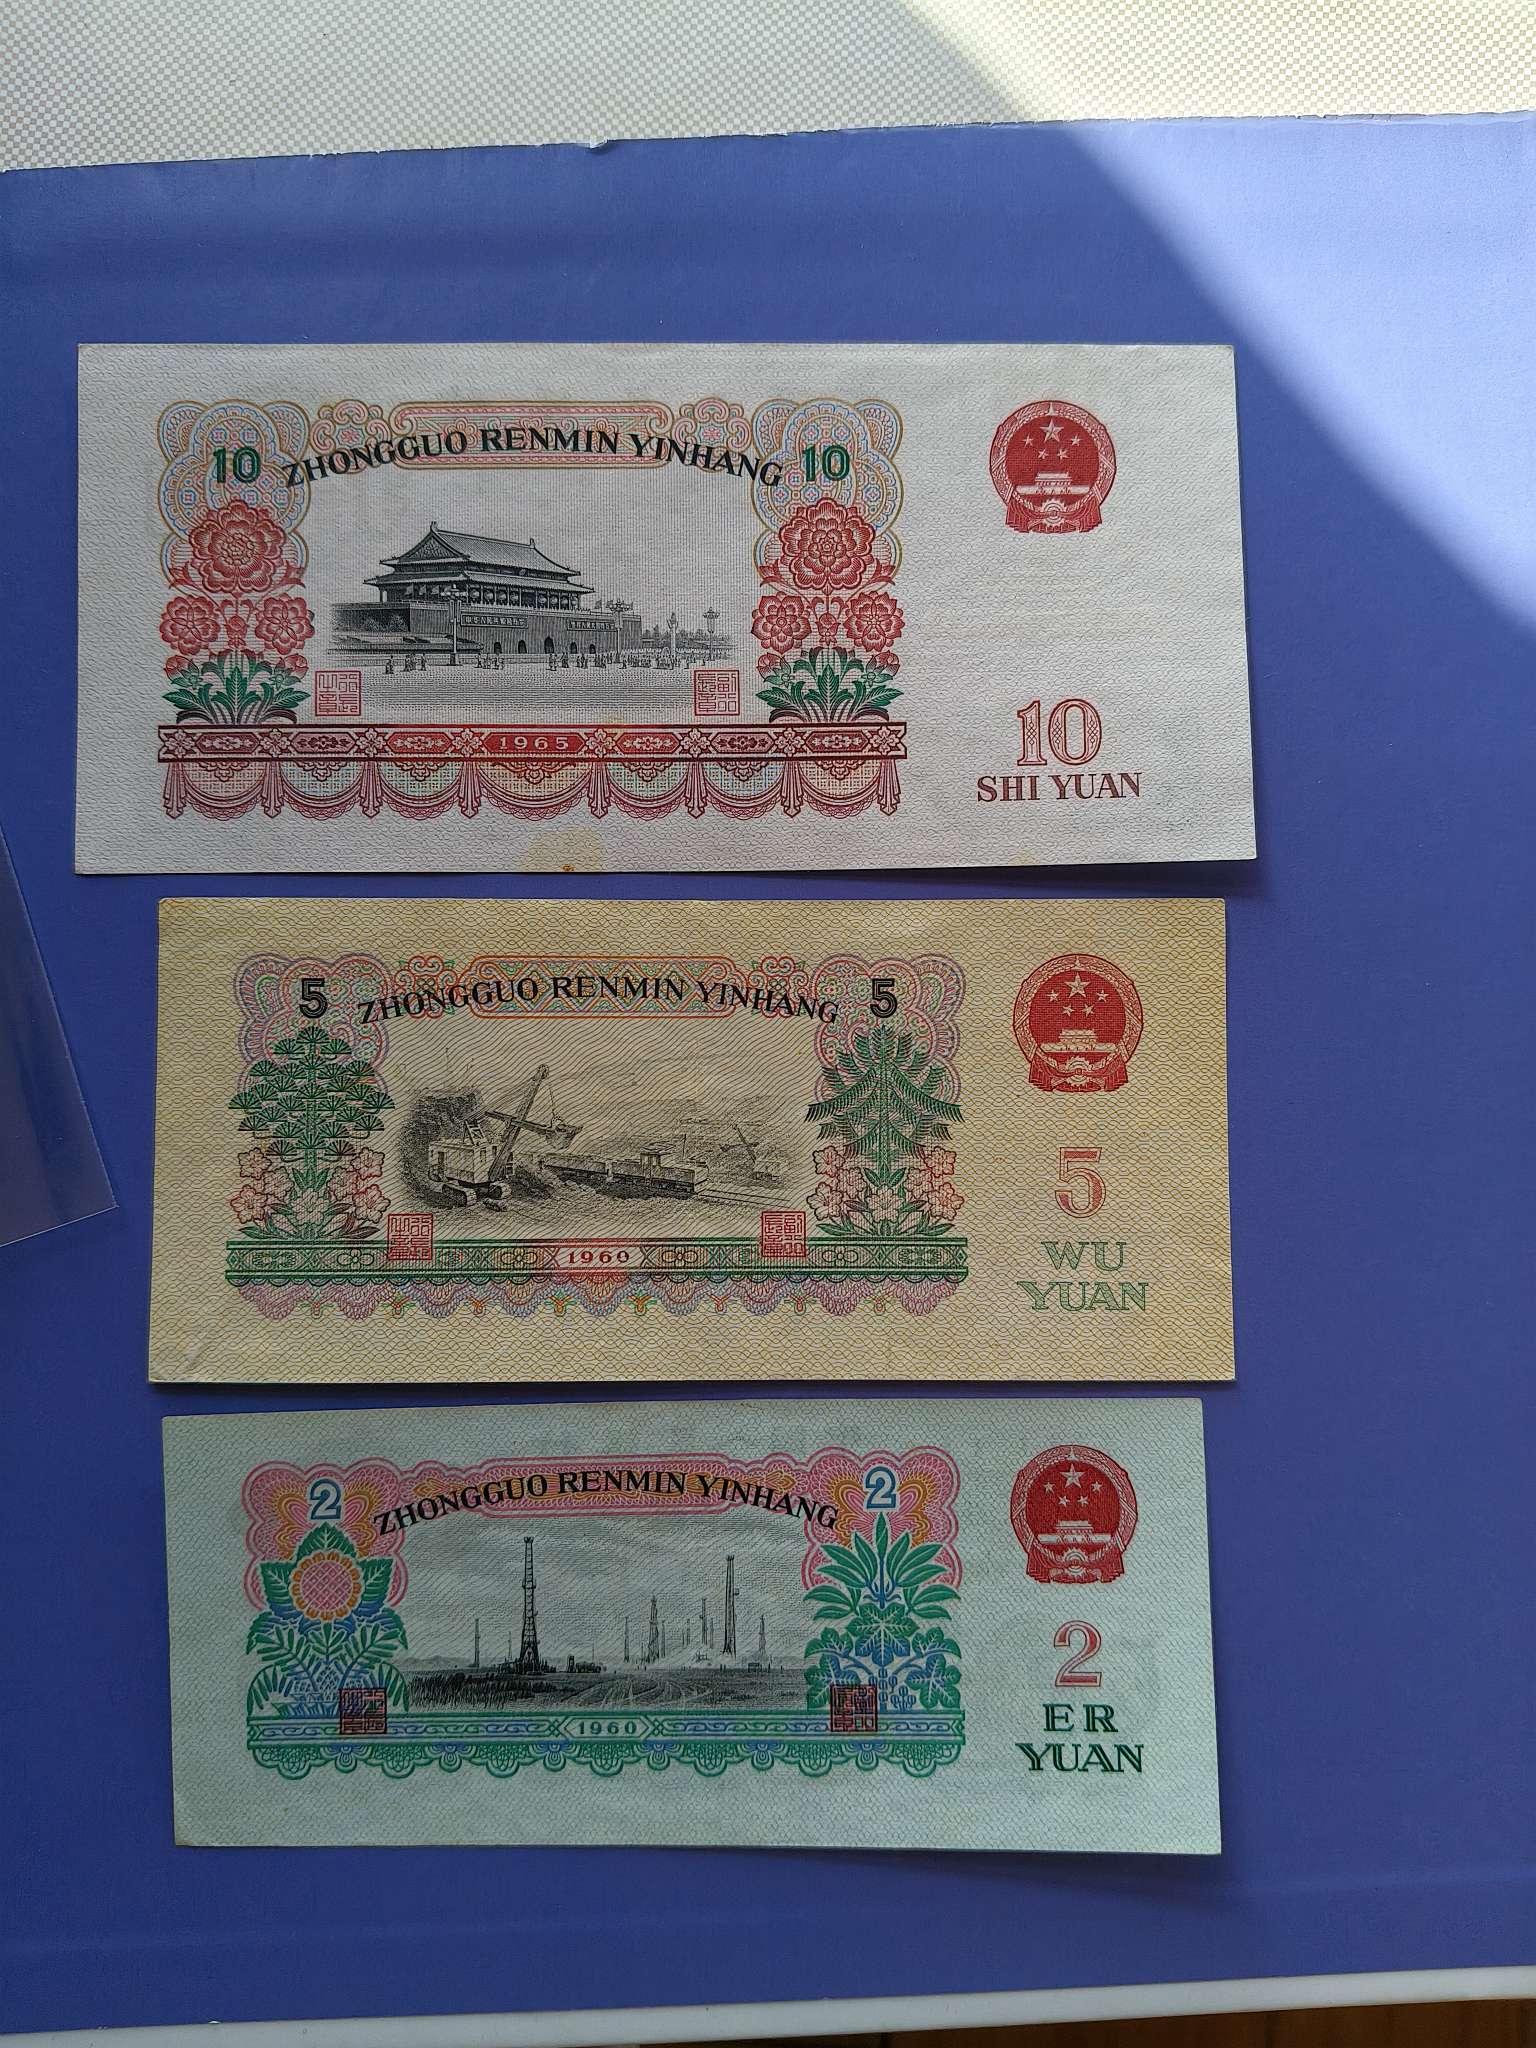 10 ZHONGGUO RENMIN YINHANG 10
1965
10
SHI YUAN
5 ZHONGGUO RENMIN YINHANG 5
1960
5
WU
YUAN
2 ZHONGGUO RENMIN YINHANG 2
1960
2
ER
YUAN